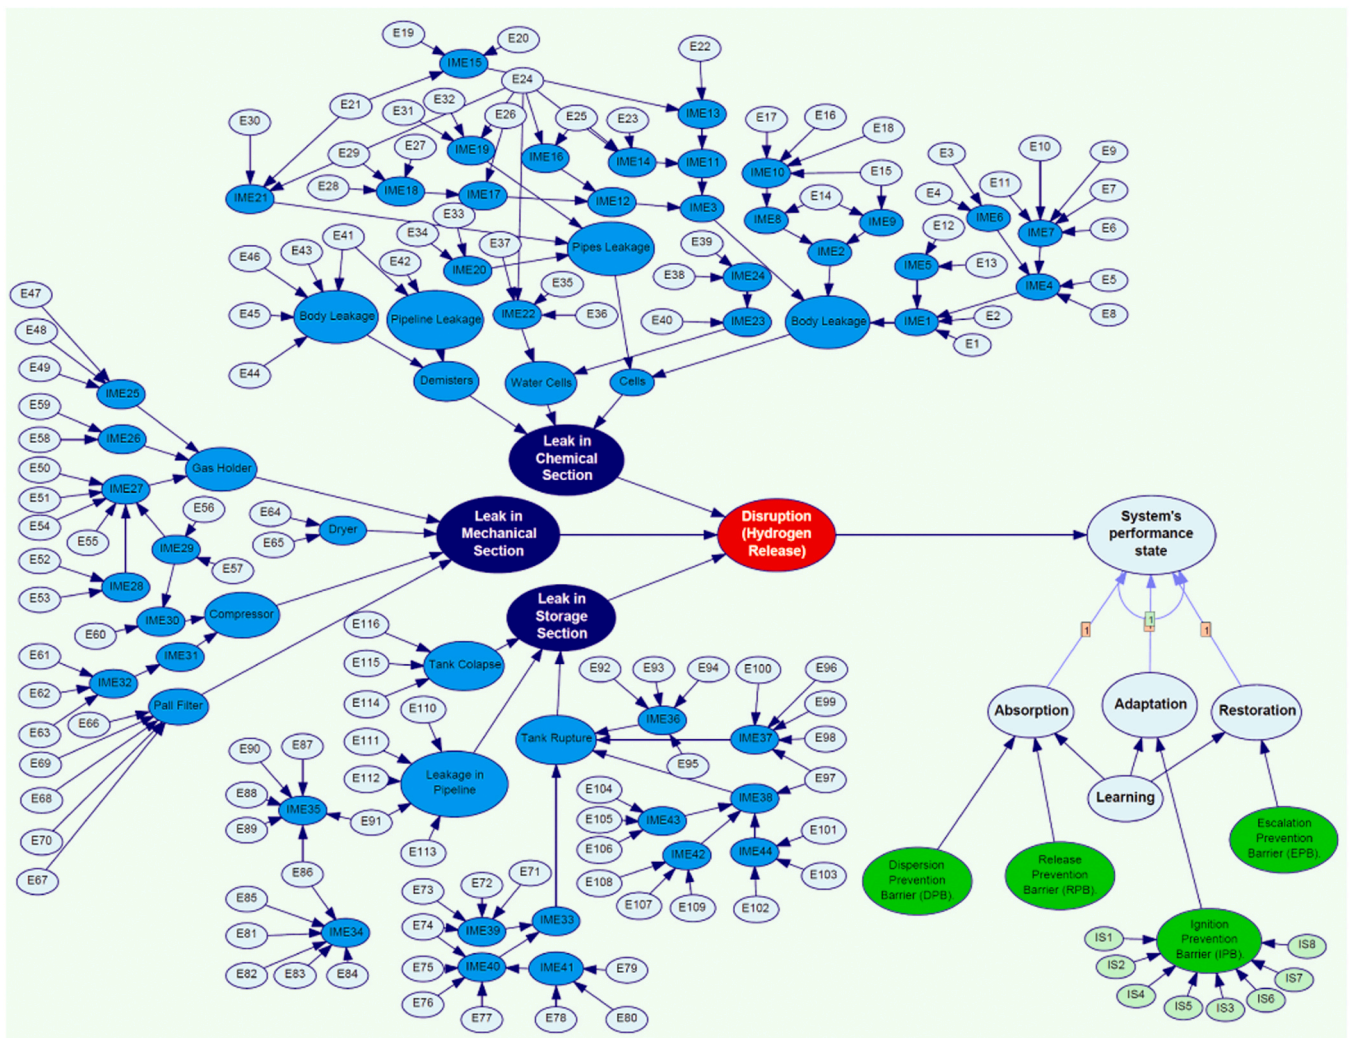 E19
E20
E22
IME15
E24
E21
E32
E31
E26
E25
E23
IME13
E30
E17
E16
E18
E10
E9
E3
E29
E27
IME19
IME16
IME14
IME11
IME10
E15
E11
E7
E4
E28
IME18
IME17
IME21
IME12
IME3
E14
IME8
IME9
IME6
IME7
E6
E33
E34
E41
E37
E39
E12
E43
E46
E42
Pipes Leakage
IME2
IME5
E13
IME20
E38
IME24
E35
IME4
E5
E47
E45
Body Leakage
Pipeline Leakage
IME22
E36
E40
IME23
Body Leakage
IME1
E2
E8
E48
E1
E49
E44
Demisters
Water Cells
Cells
IME25
E59
E58
IME26
Leak in
Chemical
Section
E50
Gas Holder
IME27
E51
E54
E56
E64
Leak in
Mechanical
Section
Disruption
(Hydrogen
Release)
System's
performance
state
E55
IME29
E65
Dryer
E52
E57
E53
IME28
Leak in
Storage
Section
IME30
Compressor
E60
E116
1
1
1
E61
IME31
E115
Tank Colapse
E92
E93
E94
E100
E96
IME32
E62
E114
E110
E99
Pall Filter
E66
E63
IME36
Absorption
Adaptation
Restoration
E90
E87
E111
Tank Rupture
IME37
E98
E69
E112
Leakage in
Pipeline
E95
E97
E88
E104
IME38
Learning
E68
IME35
E91
E105
IME43
E89
E101
E70
E113
E106
IME42
IME44
Escalation
Prevention
Barrier (EPB).
E86
E71
E103
Dispersion
Prevention
Barrier (DPB).
Release
Prevention
Barrier (RPB).
E67
E73
E72
E108
E85
E107
E109
E102
E74
IME39
IME33
E81
IME34
Ignition
Prevention
Barrier (IPB).
IS1
IS8
E75
IME40
IME41
E79
IS2
E82
E83
E84
IS7
E76
IS4
IS5
IS3
IS6
E77
E78
E80